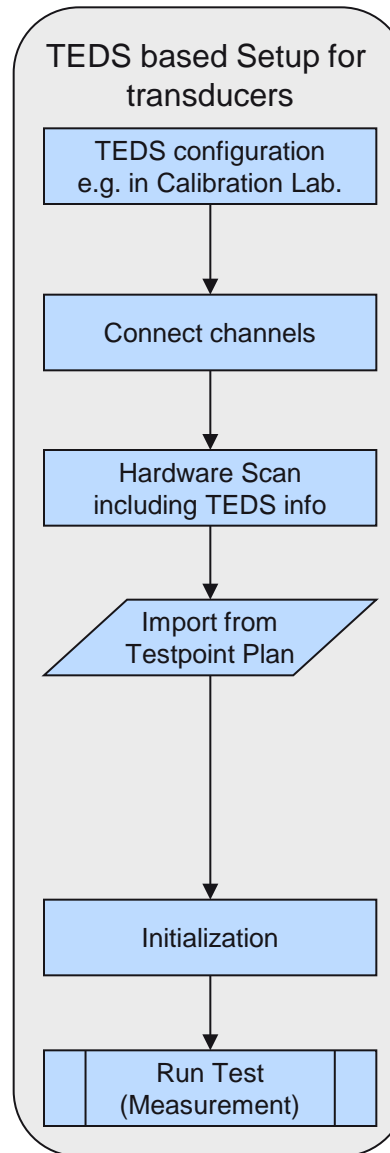 TEDS based Setup for
transducers
TEDS configuration
e.g. in Calibration Lab.
Connect channels
Hardware Scan
including TEDS info
Import from
Testpoint Plan
Initialization
Run Test
(Measurement)